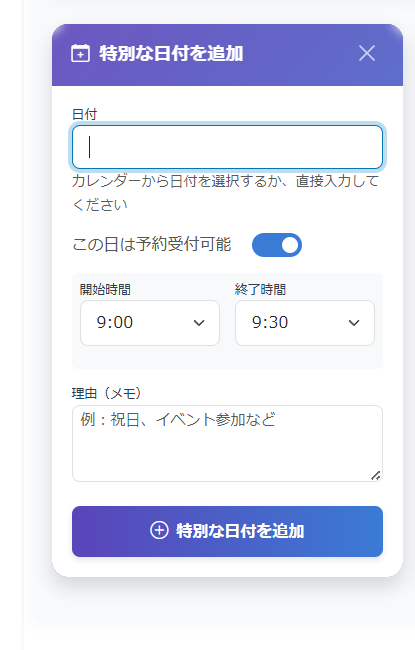 特別な日付を追加
日付
カレンダーから日付を選択するか、直接入力して
ください
この日は予約受付可能
開始時間
終了時間
9:00
9:30
理由（メモ）
例：祝日、イベント参加など
特別な日付を追加